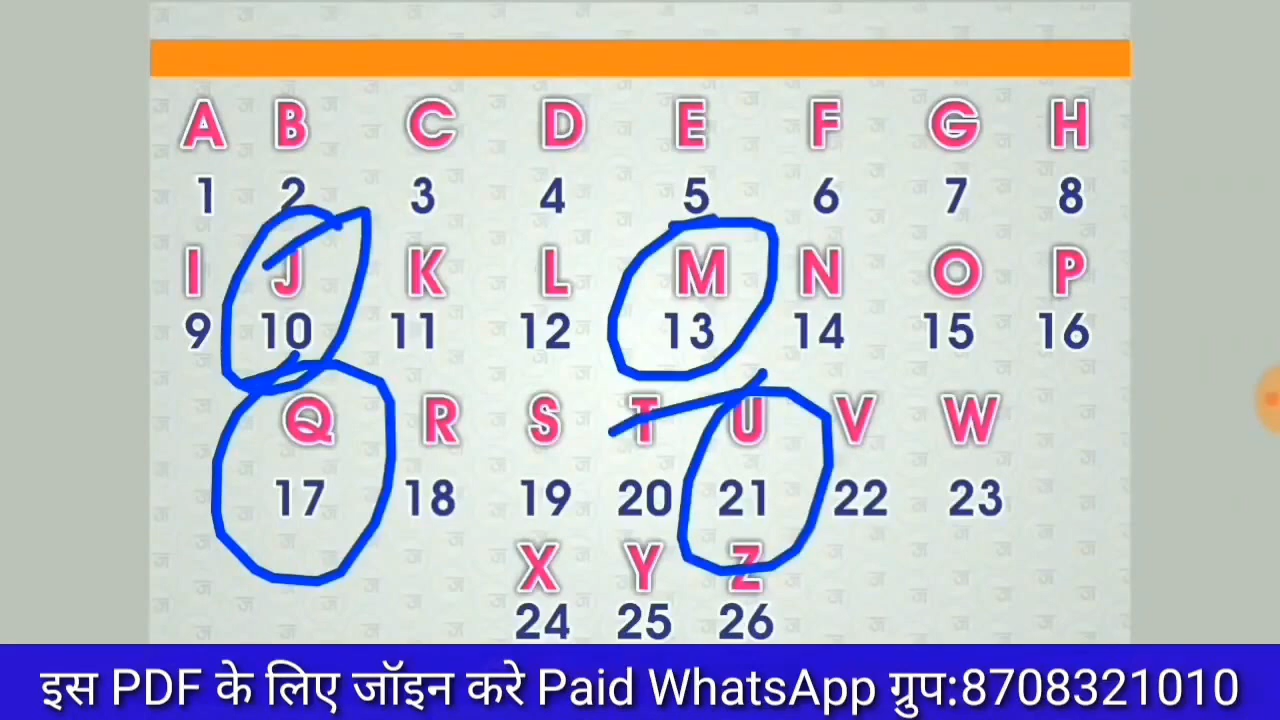 A B C D E F G H
1 2 3 4 5 6 7 8
I J K L M N O P
9 10 11 12 13 14 15 16
Q R S T U V W
17 18 19 20 21 22 23
X Y Z
24 25 26
इस PDF के लिए जॉइन करे Paid WhatsApp ग्रुप:8708321010